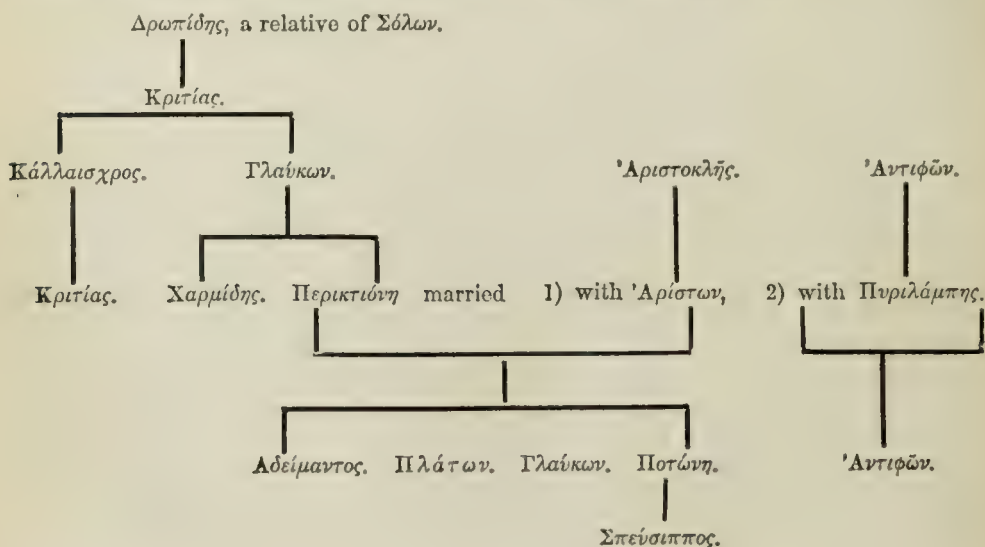 Δρωπίδης, a relative of Σόλων.
Κριτίας.
Κάλλαισχρος. Γλαύκων. Ἀριστοκλῆς. Ἀντιφῶν.
Κριτίας. Χαρμίδης. Περικτιόνη married 1) with Ἀρίστων, 2) with Πυριλάμπης.
Αδείμαντος. Πλάτων. Γλαύκων. Ποτώνη. Ἀντιφῶν.
Σπεύσιππος.